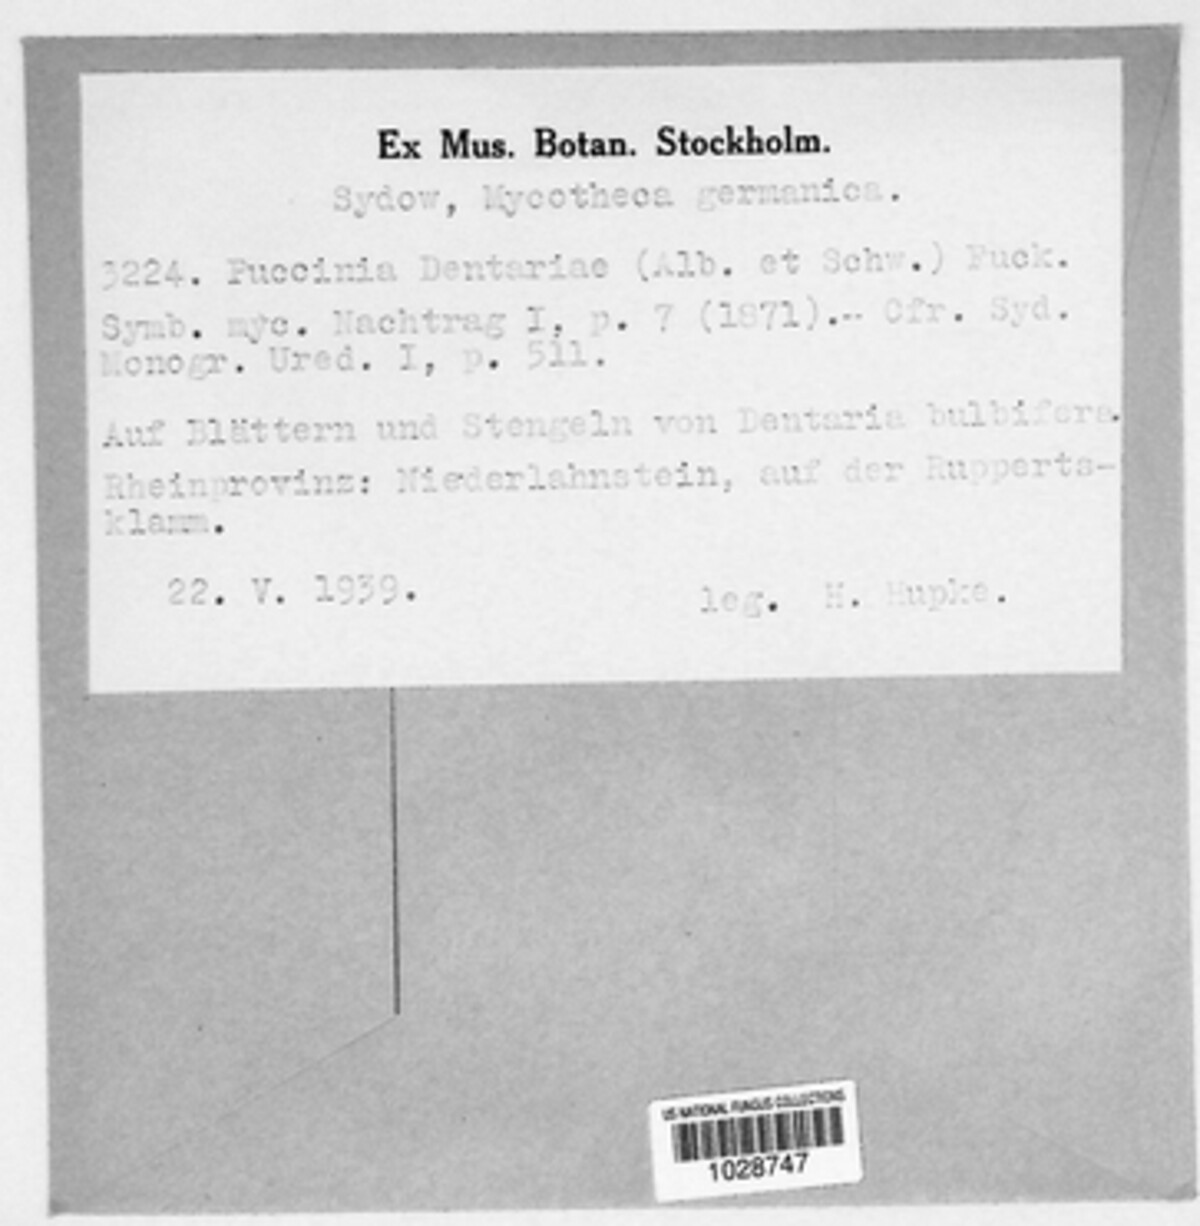 Ex Mus. Botan. Stockholm.
Sydow, Mycotheca germanica.
3224. Puccinia Dentariae (Alb. et Schw.) Fuck.
Symb. myc. Nachtrag I, p. 7 (1871).- Cfr. Syd.
Monogr. Ured. I, p. 511.
Auf Blättern und Stengeln von Dentaria bulbifera.
Rheinprovinz: Niederlahnstein, auf der Rupperts-
klamm.
22. V. 1939.
leg. H. Hupke.
US NATIONAL FUNGUS COLLECTIONS
1028747